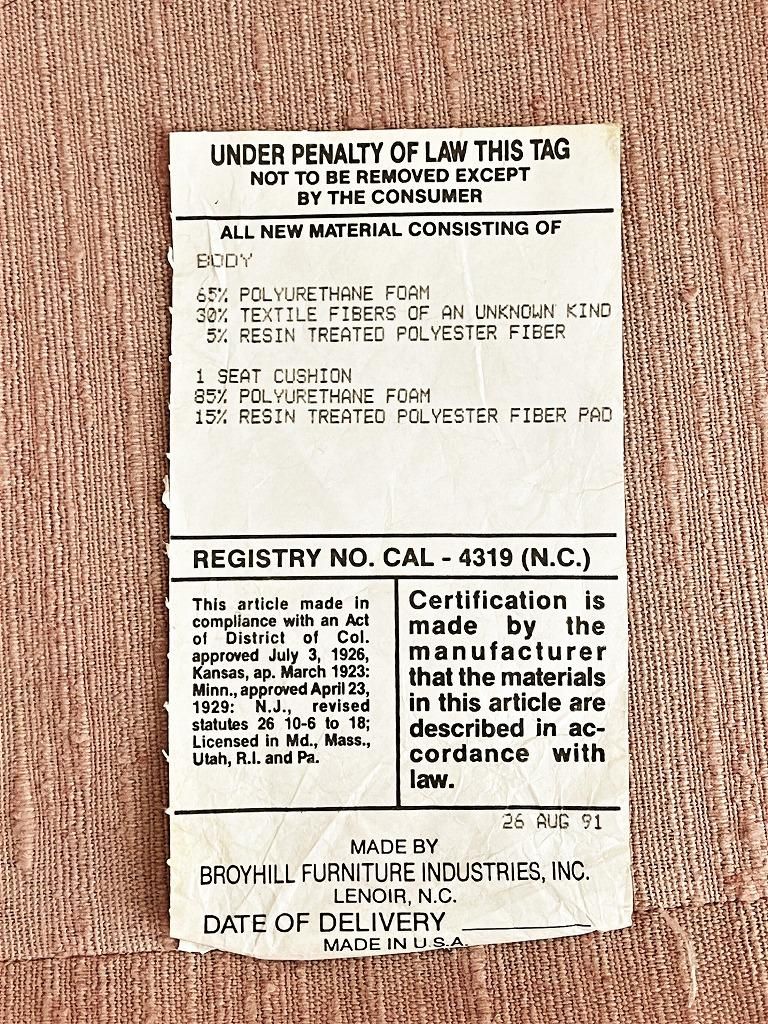 UNDER PENALTY OF LAW THIS TAG
NOT TO BE REMOVED EXCEPT
BY THE CONSUMER
ALL NEW MATERIAL CONSISTING OF
BODY
65% POLYURETHANE FOAM
30% TEXTILE FIBERS OF AN UNKNOWN KIND
5% RESIN TREATED POLYESTER FIBER
1 SEAT CUSHION
85% POLYURETHANE FOAM
15% RESIN TREATED POLYESTER FIBER PAD
REGISTRY NO. CAL - 4319 (N.C.)
This article made in
compliance with an Act
of District of Col.
approved July 3, 1926,
Kansas, ap. March 1923:
Minn., approved April 23,
1929: N.J., revised
statutes 26 10-6 to 18;
Licensed in Md., Mass.,
Utah, R.I. and Pa.
Certification is
made by the
manufacturer
that the materials
in this article are
described in ac-
cordance with
law.
26 AUG 91
MADE BY
BROYHILL FURNITURE INDUSTRIES, INC.
LENOIR, N.C.
DATE OF DELIVERY
MADE IN U.S.A.